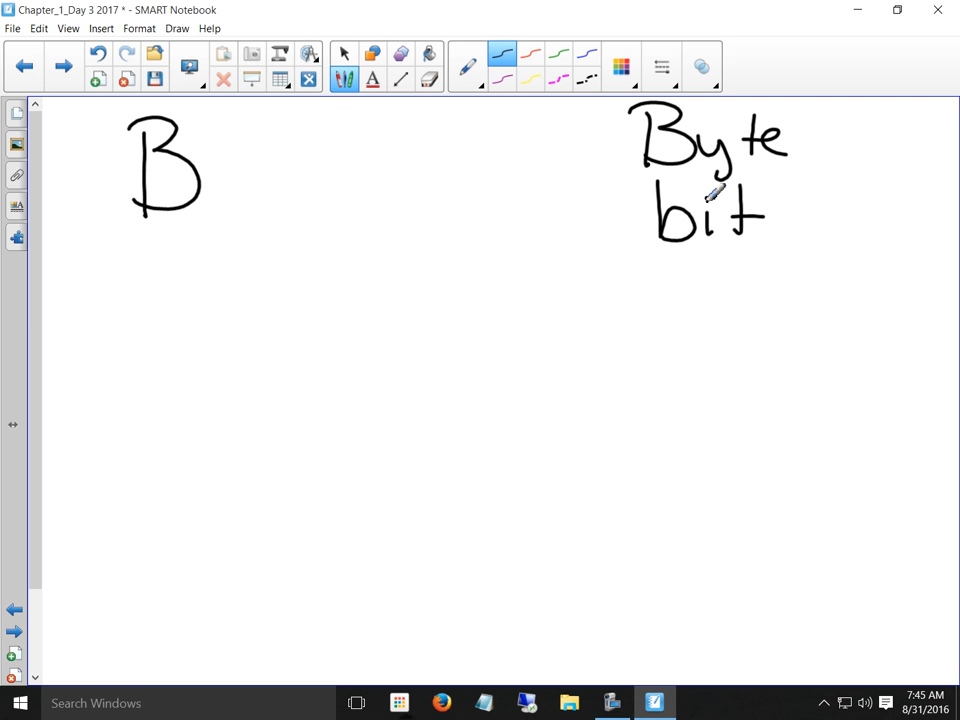 Chapter_1_Day 3 2017 * - SMART Notebook
File Edit View Insert Format Draw Help
B
Byte
bit
Search Windows
7:45 AM
8/31/2016